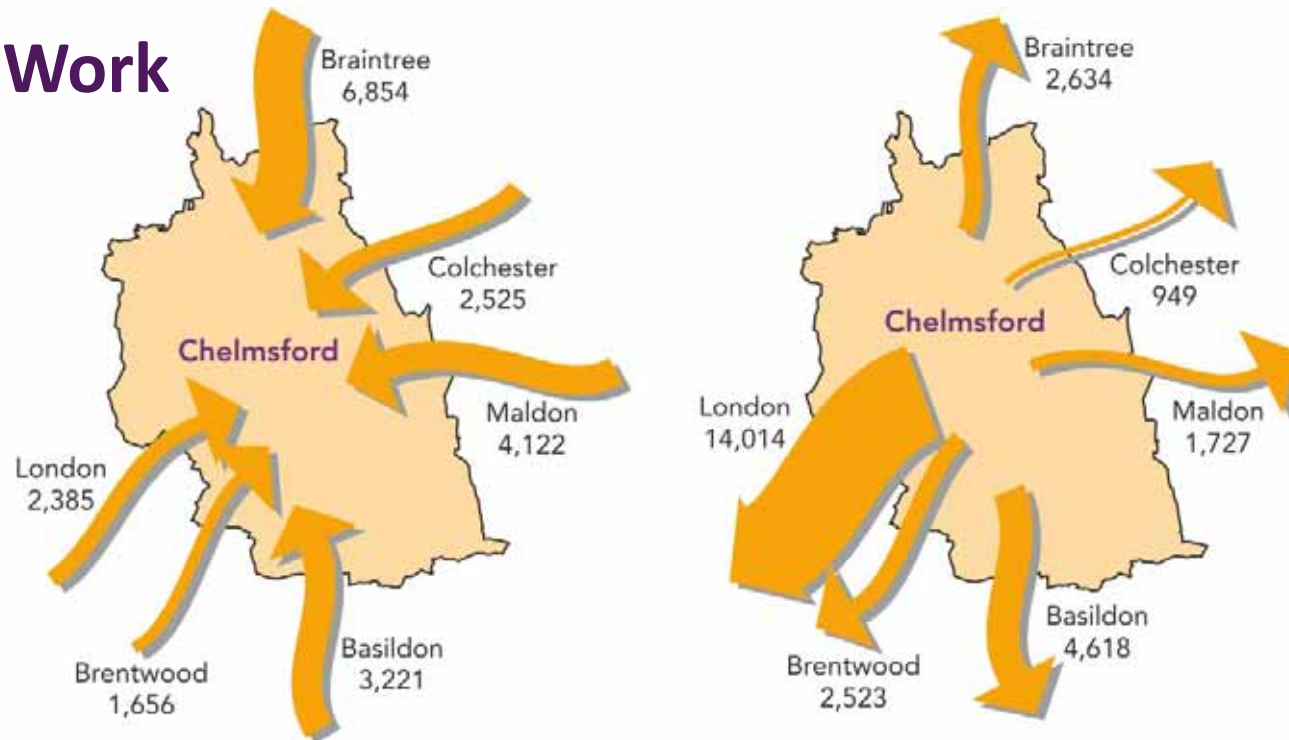 Work
Braintree
6,854
Colchester
2,525
Chelmsford
Maldon
4,122
London
2,385
Brentwood
1,656
Basildon
3,221
Braintree
2,634
Colchester
949
Chelmsford
London
14,014
Maldon
1,727
Basildon
4,618
Brentwood
2,523